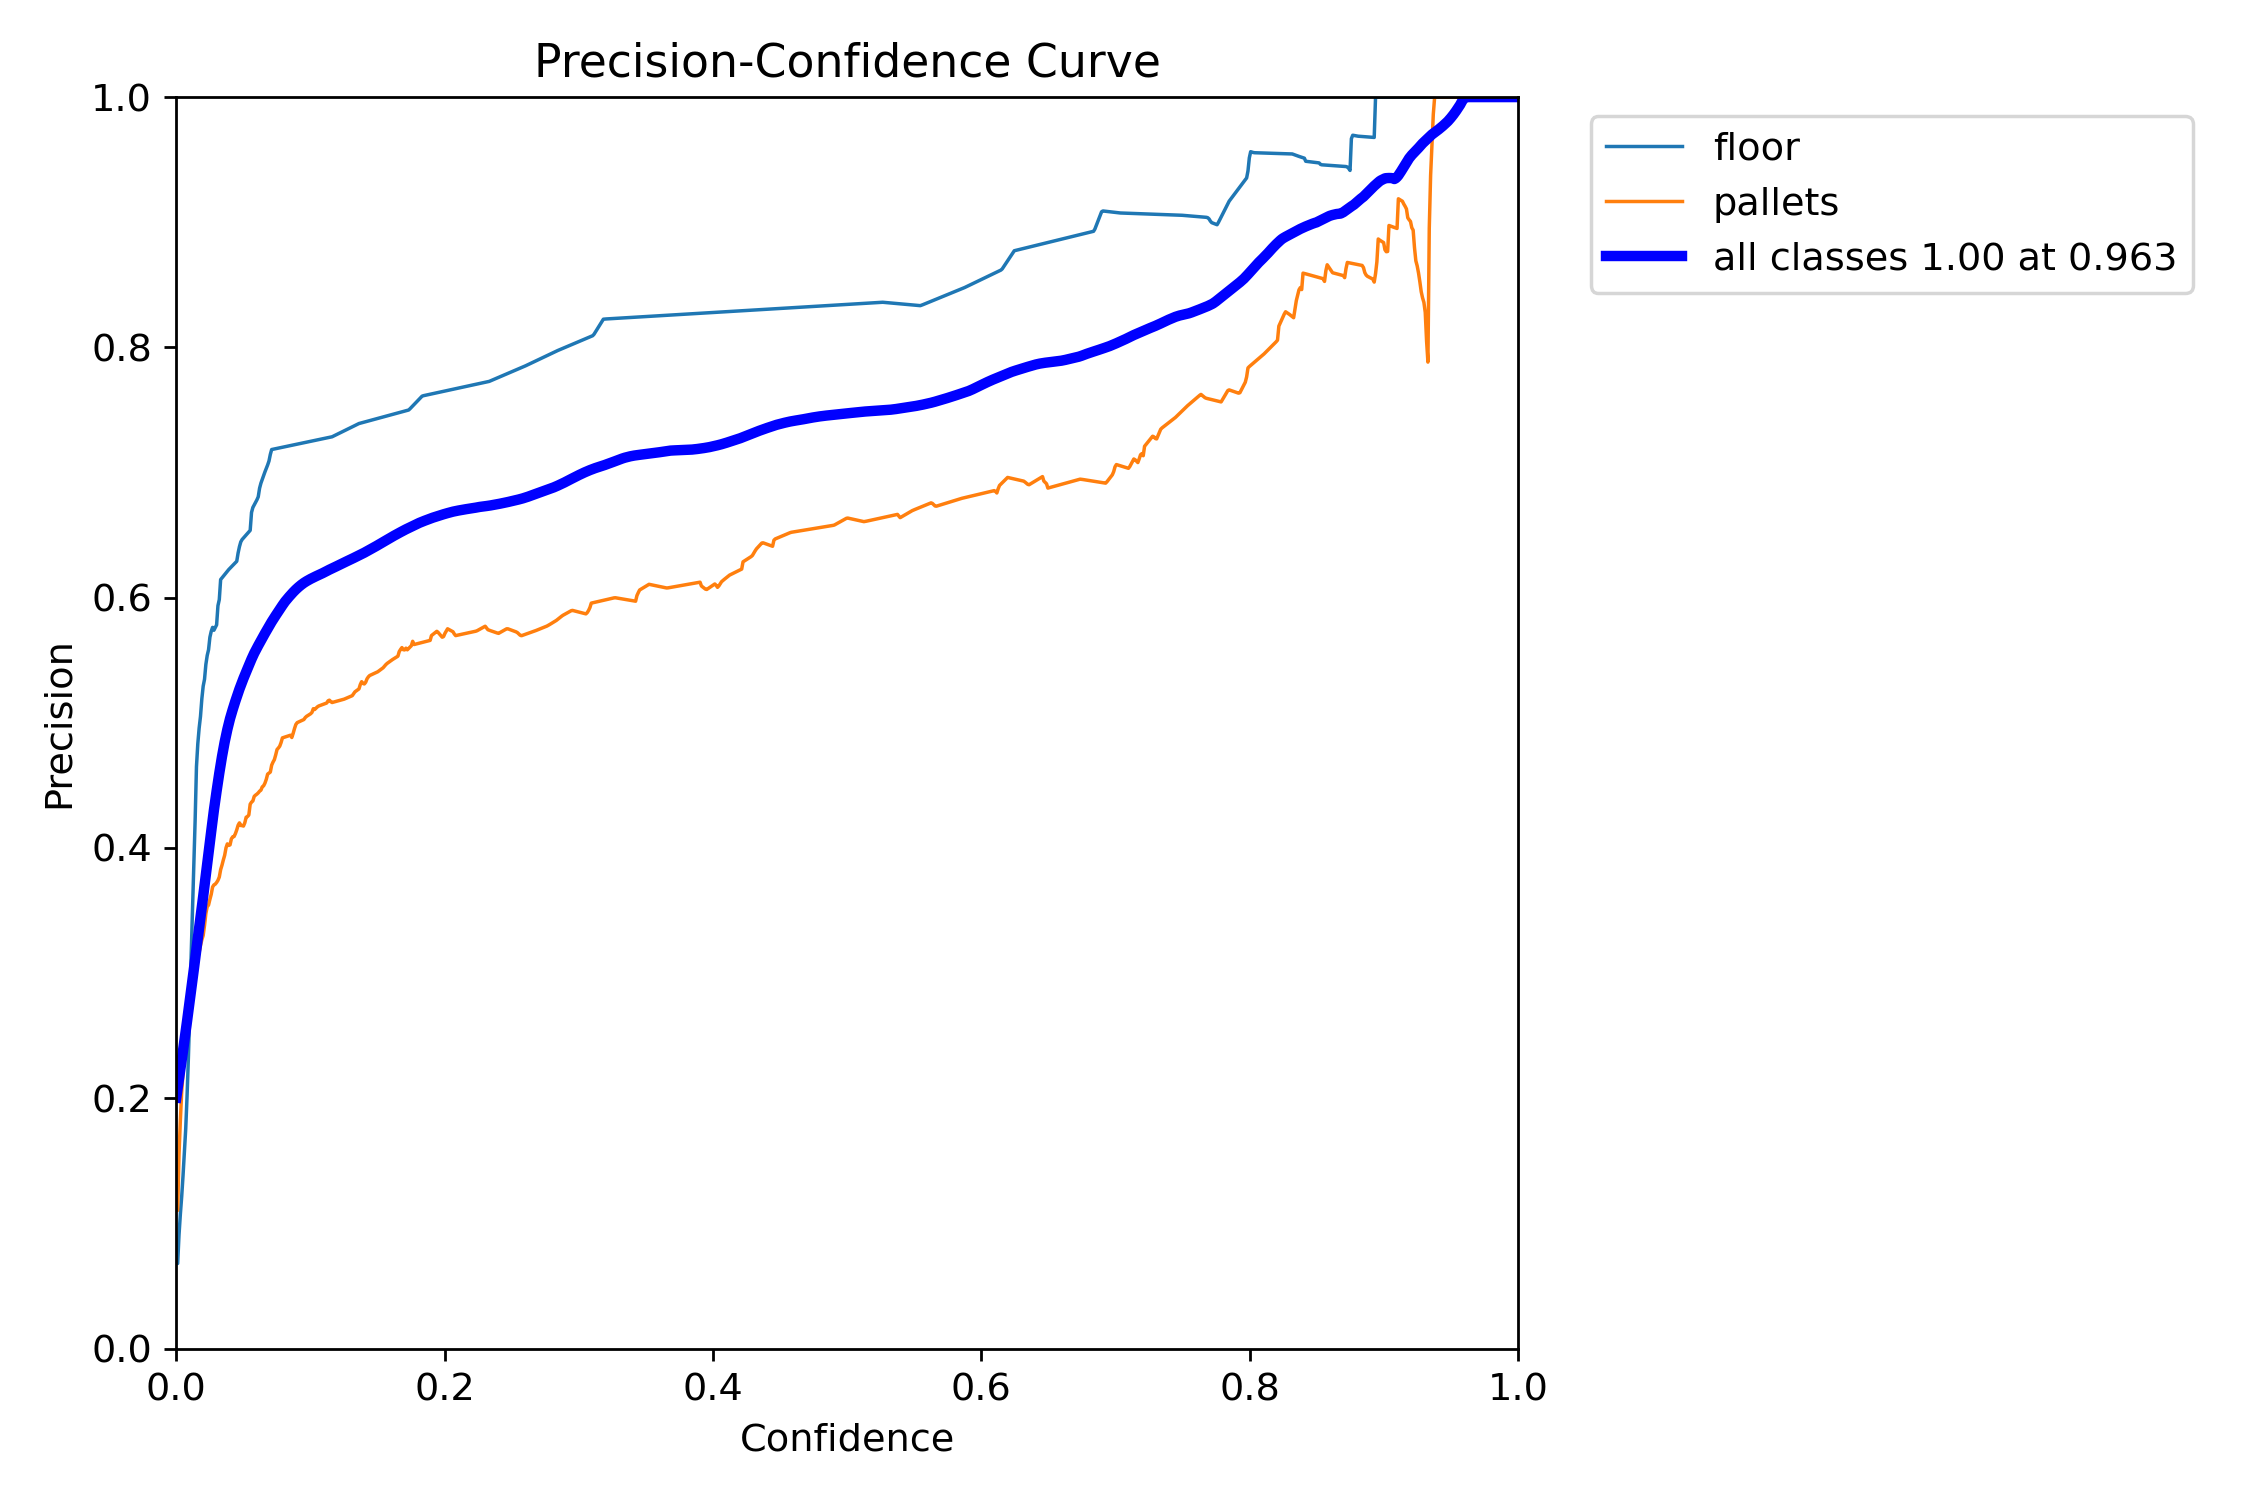 Precision-Confidence Curve
1.0
0.8
0.6
0.4
0.2
0.0
Precision
0.0 0.2 0.4 0.6 0.8 1.0
Confidence
floor
pallets
all classes 1.00 at 0.963